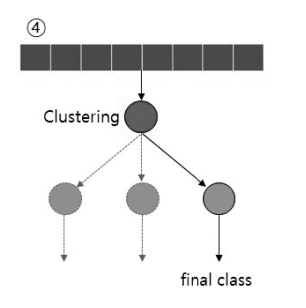 ④
Clustering
final class